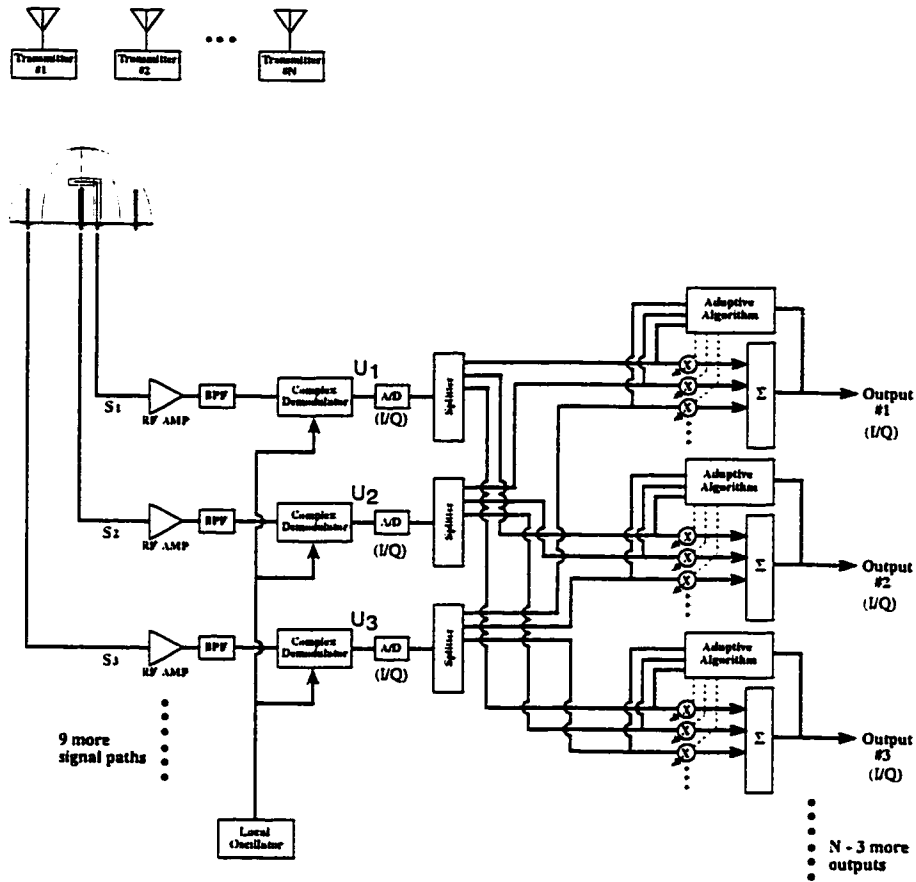 Transmitter #1
Transmitter #2
Transmitter #N
S1
RF AMP
BPF
Complex Demodulator
U1
A/D
(I/Q)
Splitter
Adaptive Algorithm
X
X
X
Σ
Output #1
(I/Q)
S2
RF AMP
BPF
Complex Demodulator
U2
A/D
(I/Q)
Splitter
Adaptive Algorithm
X
X
X
Σ
Output #2
(I/Q)
S3
RF AMP
BPF
Complex Demodulator
U3
A/D
(I/Q)
Splitter
Adaptive Algorithm
X
X
X
Σ
Output #3
(I/Q)
9 more
signal paths
Local
Oscillator
N - 3 more
outputs